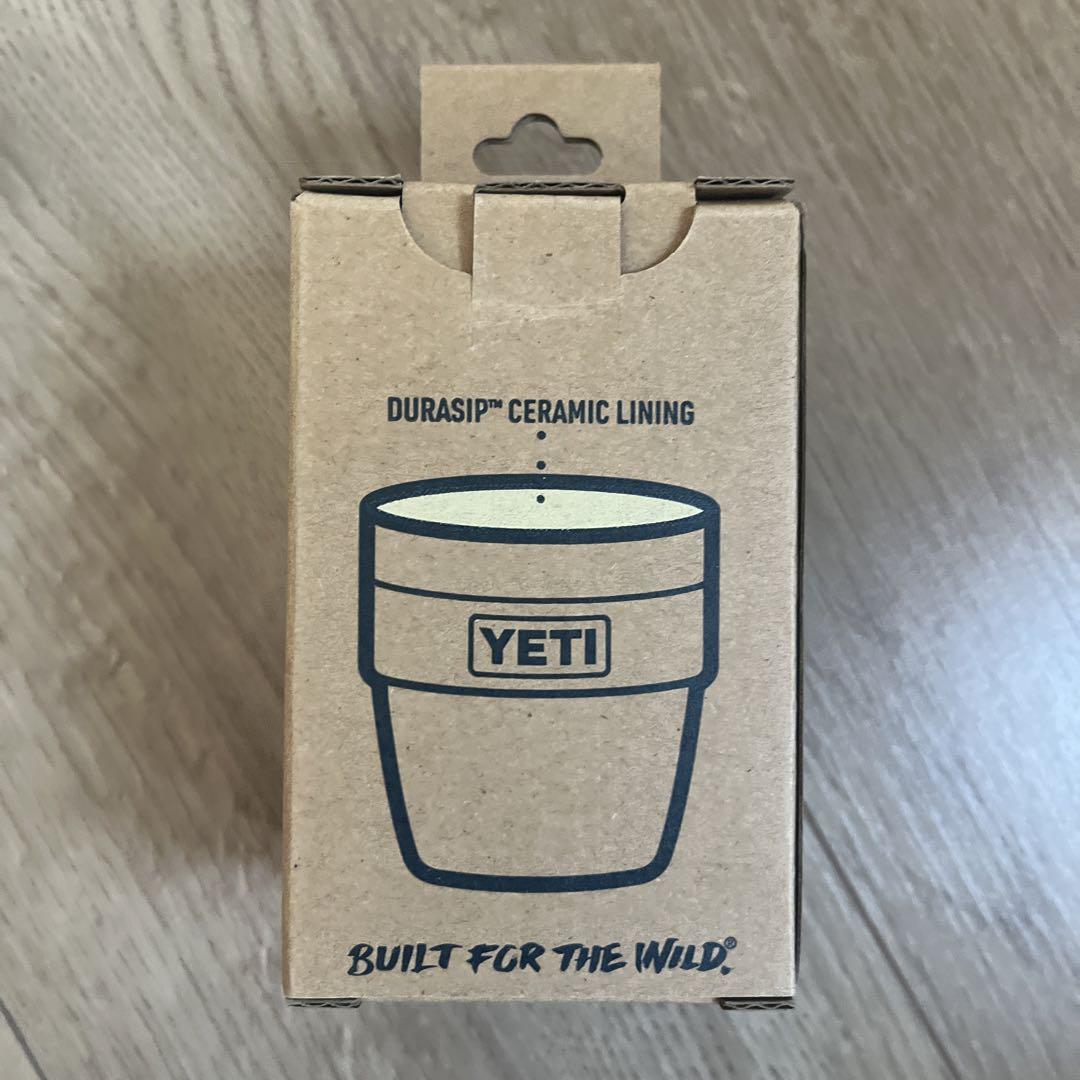 DURASIP™ CERAMIC LINING
YETI
BUILT FOR THE WILD.®